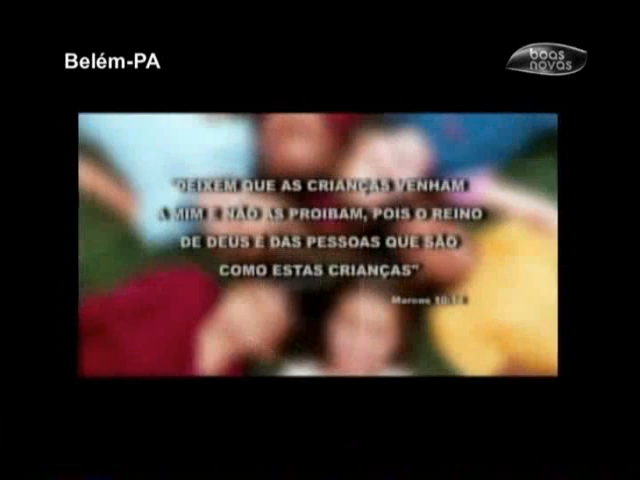 Belém-PA
boas
novas
"DEIXEM QUE AS CRIANÇAS VENHAM
A MIM E NÃO AS PROIBAM, POIS O REINO
DE DEUS É DAS PESSOAS QUE SÃO
COMO ESTAS CRIANÇAS"
Marcos